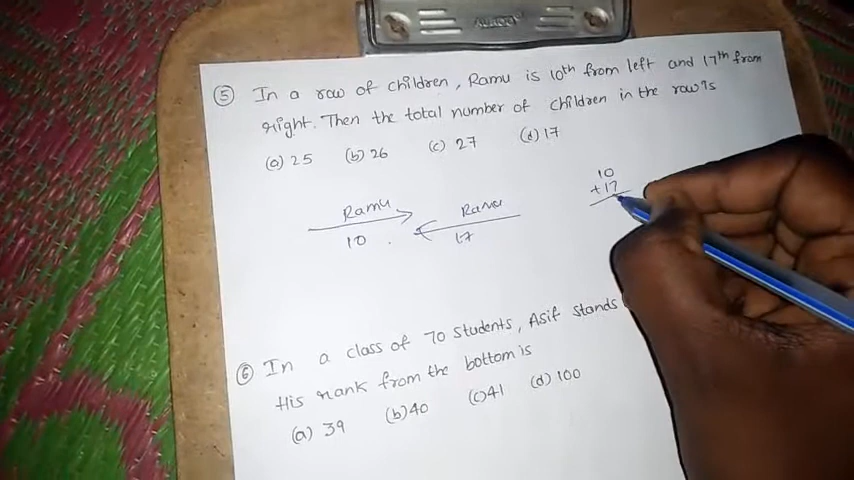 (5) In a row of children, Ramu is 10th from left and 17th from
right. Then the total number of children in the row is
(a) 25 (b) 26 (c) 27 (d) 17
10
+17
Ramu Ramu
10 17
(6) In a class of 70 students, Asif stands
His rank from the bottom is
(a) 39 (b) 40 (c) 41 (d) 100